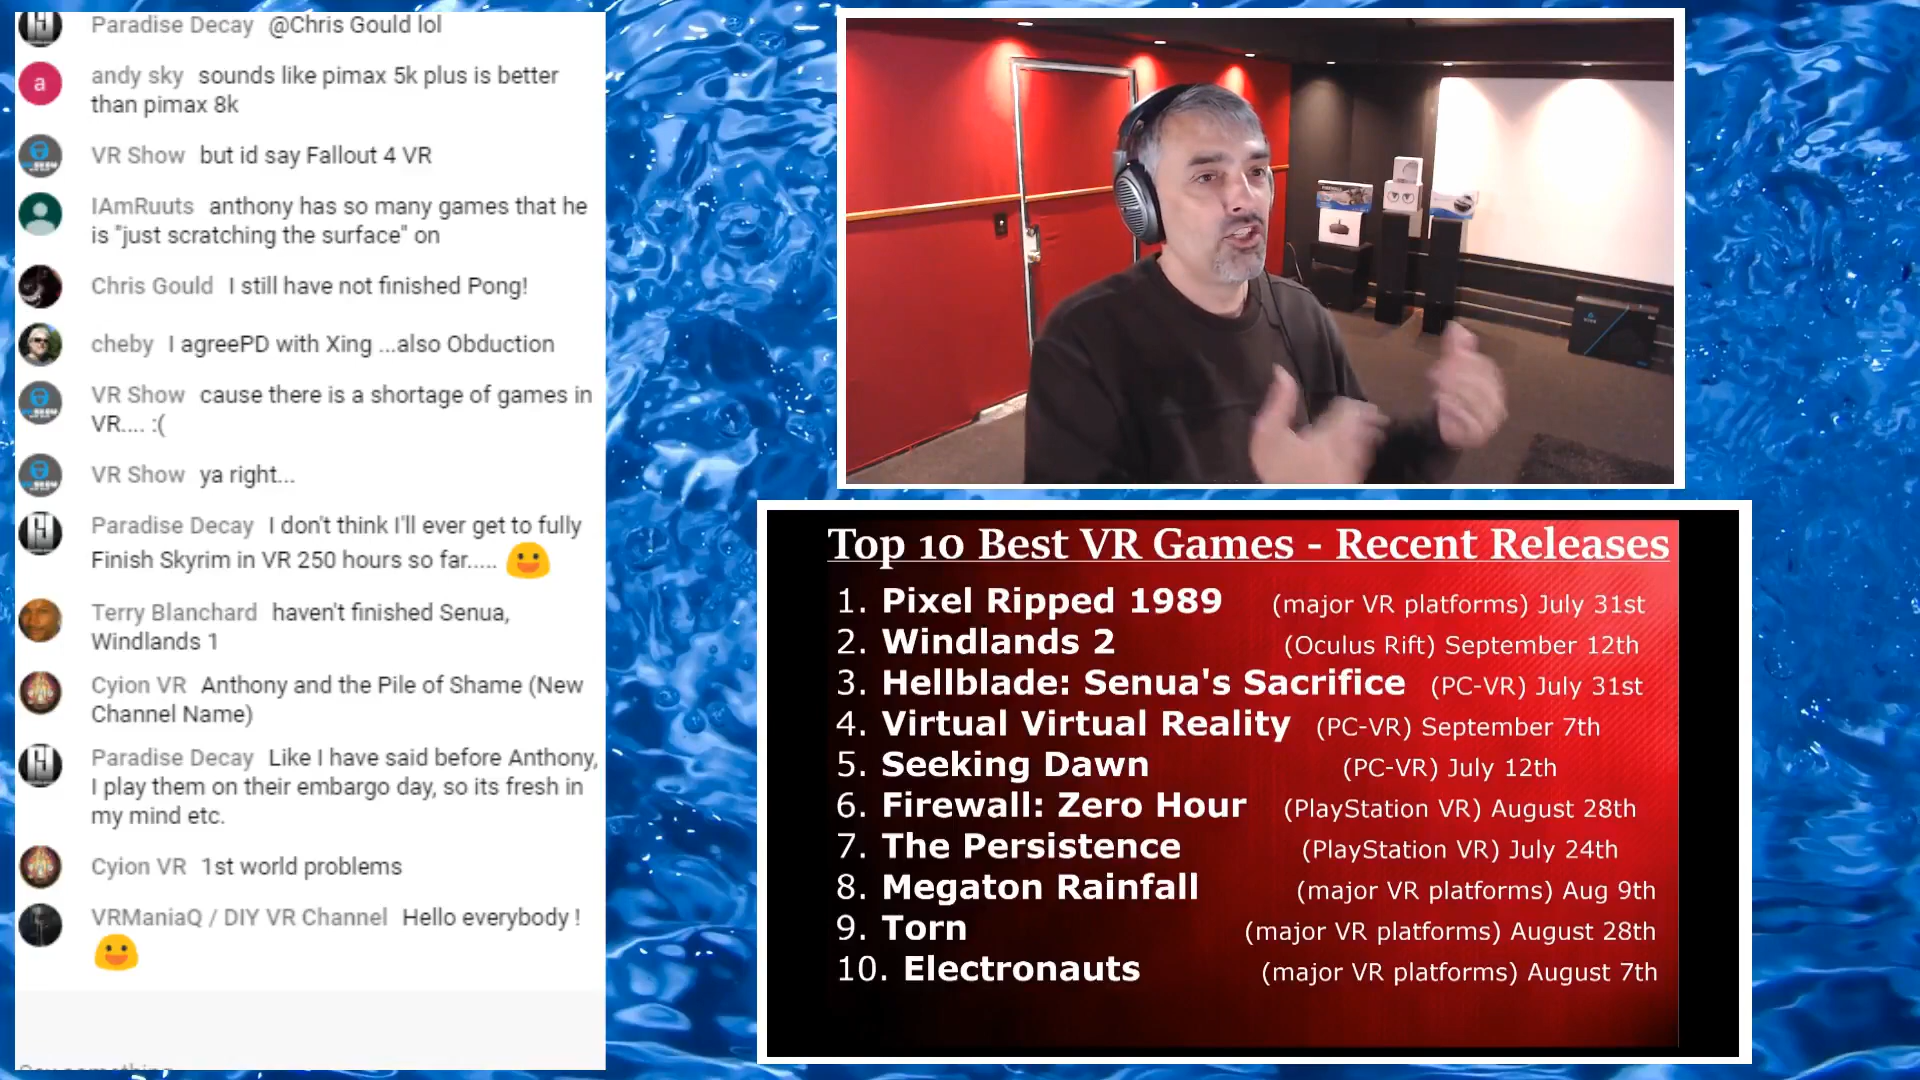 Paradise Decay @Chris Gould lol
andy sky sounds like pimax 5k plus is better
than pimax 8k
VR Show but id say Fallout 4 VR
IAmRuuts anthony has so many games that he
is "just scratching the surface" on
Chris Gould I still have not finished Pong!
cheby I agreePD with Xing ...also Obduction
VR Show cause there is a shortage of games in
VR.... :(
VR Show ya right...
Paradise Decay I don't think I'll ever get to fully
Finish Skyrim in VR 250 hours so far.....
Terry Blanchard haven't finished Senua,
Windlands 1
Cyion VR Anthony and the Pile of Shame (New
Channel Name)
Paradise Decay Like I have said before Anthony,
I play them on their embargo day, so its fresh in
my mind etc.
Cyion VR 1st world problems
VRManiaQ / DIY VR Channel Hello everybody !
a
Top 10 Best VR Games - Recent Releases
1. Pixel Ripped 1989 (major VR platforms) July 31st
2. Windlands 2 (Oculus Rift) September 12th
3. Hellblade: Senua's Sacrifice (PC-VR) July 31st
4. Virtual Virtual Reality (PC-VR) September 7th
5. Seeking Dawn (PC-VR) July 12th
6. Firewall: Zero Hour (PlayStation VR) August 28th
7. The Persistence (PlayStation VR) July 24th
8. Megaton Rainfall (major VR platforms) Aug 9th
9. Torn (major VR platforms) August 28th
10. Electronauts (major VR platforms) August 7th